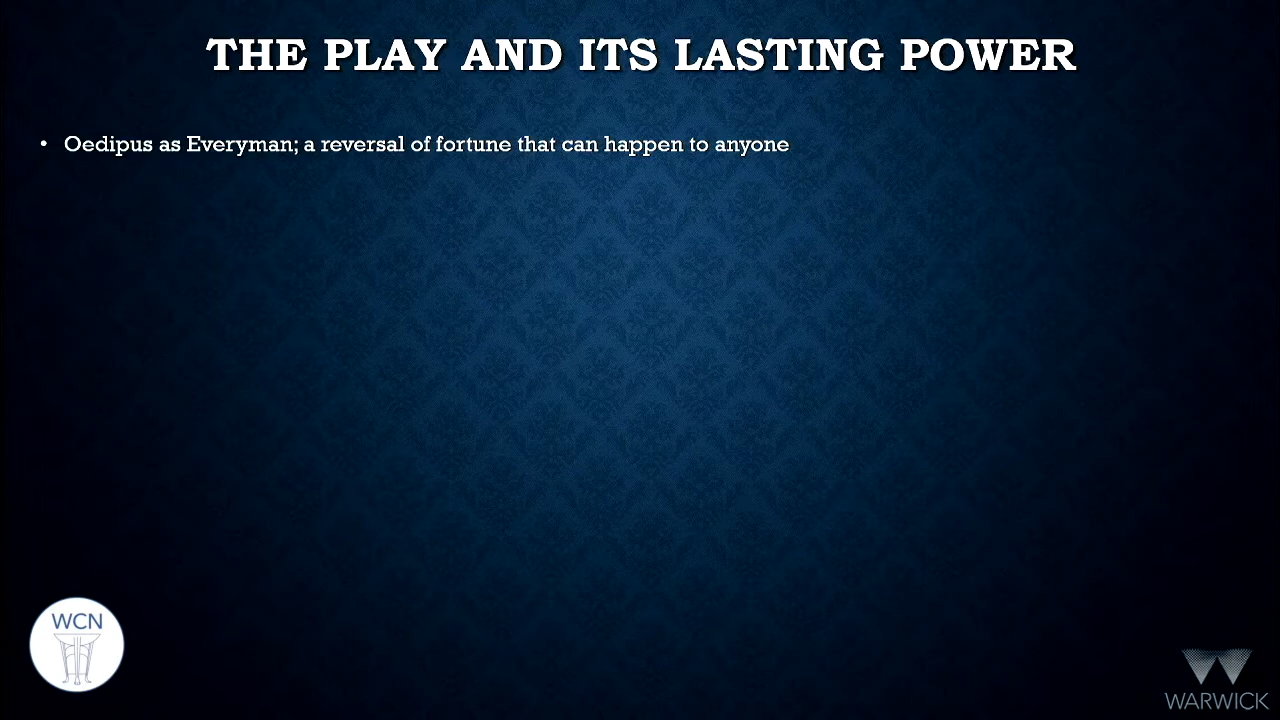 THE PLAY AND ITS LASTING POWER
• Oedipus as Everyman; a reversal of fortune that can happen to anyone
WCN
WARWICK